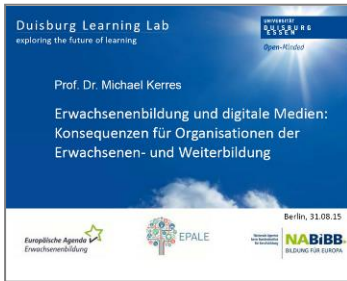 Duisburg Learning Lab
exploring the future of learning
UNIVERSITÄT
DUISBURG
ESSEN
Open-Minded
Prof. Dr. Michael Kerres
Erwachsenenbildung und digitale Medien:
Konsequenzen für Organisationen der
Erwachsenen- und Weiterbildung
Berlin, 31.08.15
Europäische Agenda
Erwachsenenbildung
EPALE
NABiBB
BILDUNG FÜR EUROPA